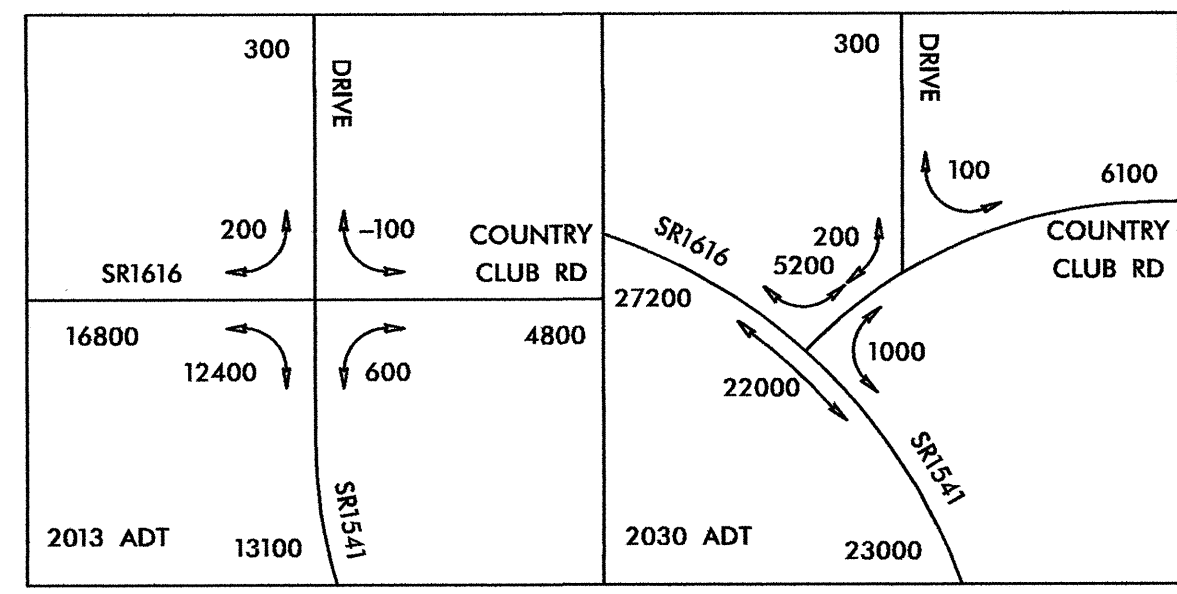 300
DRIVE
200
–100
COUNTRY
CLUB RD
SR1616
16800
4800
12400
600
SR1541
2013 ADT
13100
300
DRIVE
100
6100
SR1616
200
COUNTRY
CLUB RD
5200
27200
1000
22000
SR1541
2030 ADT
23000